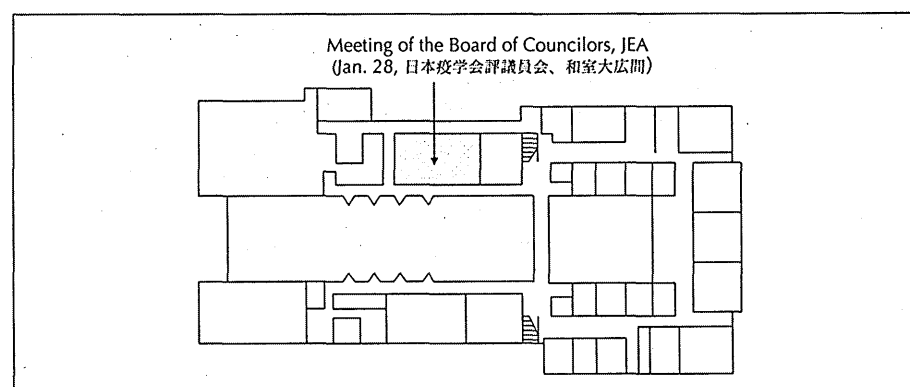 Meeting of the Board of Councilors, JEA
(Jan. 28, 日本疫学会評議員会、和室大広間)